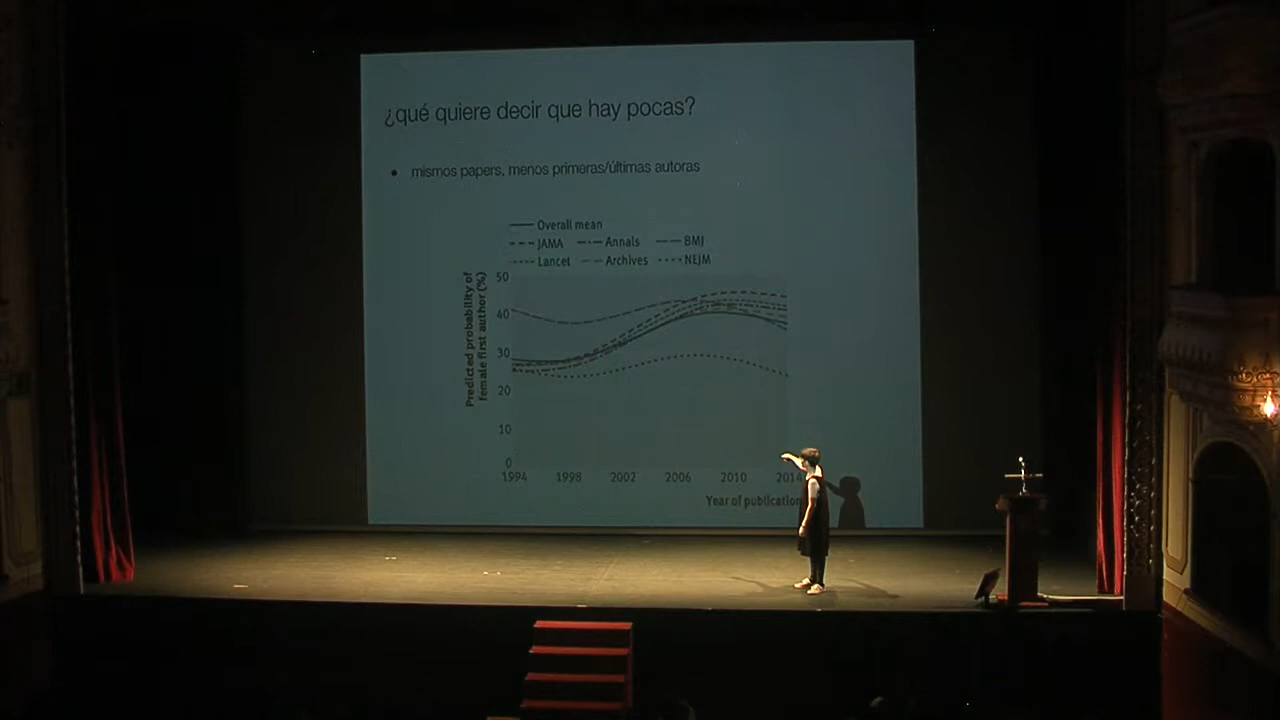 ¿qué quiere decir que hay pocas?
• mismos papers, menos primeras/últimas autoras
Overall mean
JAMA Annals BMJ
Lancet Archives NEJM
Predicted probability of
female first author (%)
50
40
30
20
10
0
1994 1998 2002 2006 2010 2014
Year of publication